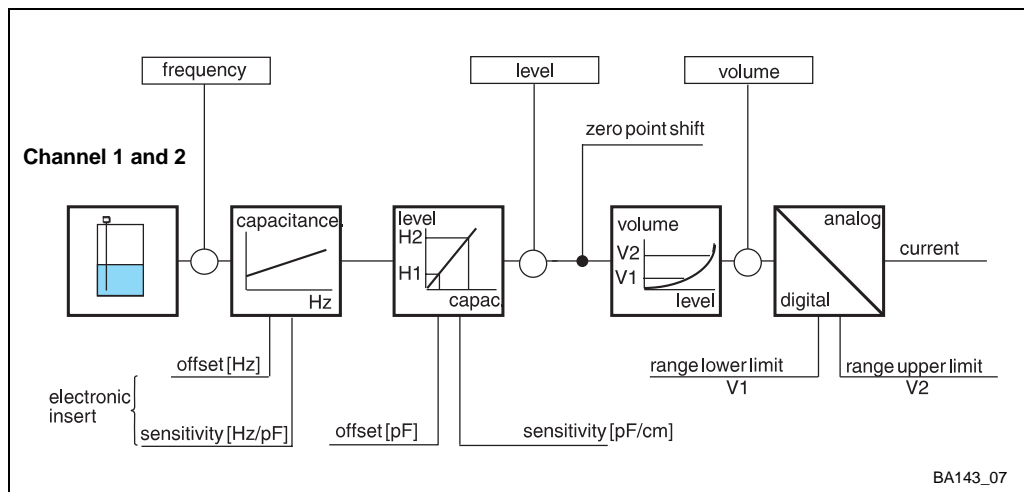 frequency
level
volume
zero point shift
Channel 1 and 2
capacitance.
Hz
level
H2
H1
capac.
volume
V2
V1
level
analog
digital
current
offset [Hz]
electronic
insert
sensitivity [Hz/pF]
offset [pF]
sensitivity [pF/cm]
range lower limit
V1
range upper limit
V2
BA143_07